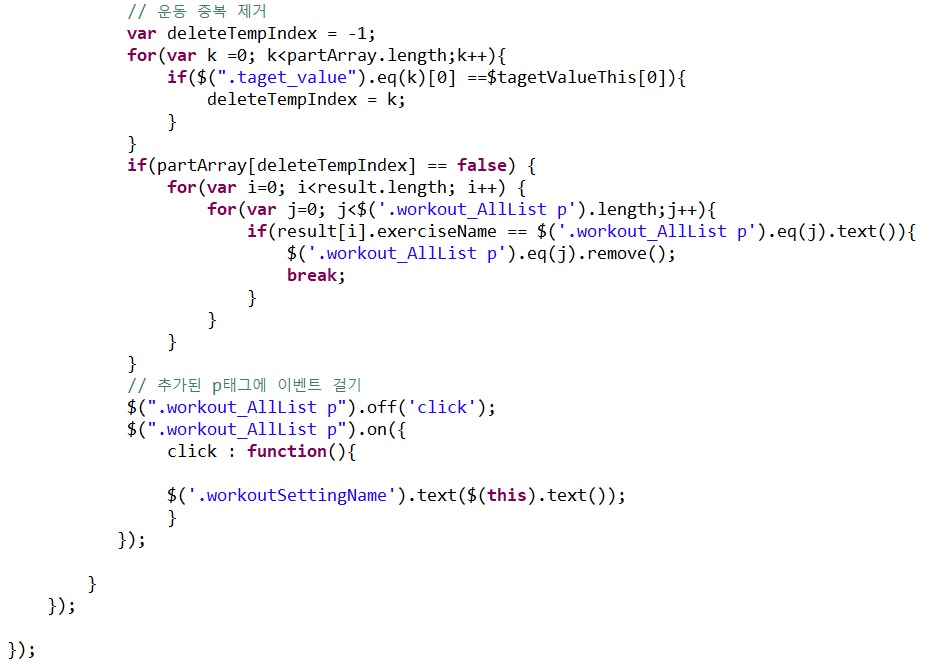 // 운동 중복 제거
var deleteTempIndex = -1;
for(var k =0; k<partArray.length;k++){
if($(".taget_value").eq(k)[0] ==$tagetValueThis[0]){
deleteTempIndex = k;
}
}
if(partArray[deleteTempIndex] == false) {
for(var i=0; i<result.length; i++) {
for(var j=0; j<$('.workout_AllList p').length;j++){
if(result[i].exerciseName == $('.workout_AllList p').eq(j).text()){
$('.workout_AllList p').eq(j).remove();
break;
}
}
}
}
// 추가된 p태그에 이벤트 걸기
$(".workout_AllList p").off('click');
$(".workout_AllList p").on({
click : function(){
$('.workoutSettingName').text($(this).text());
}
});
}
});
});